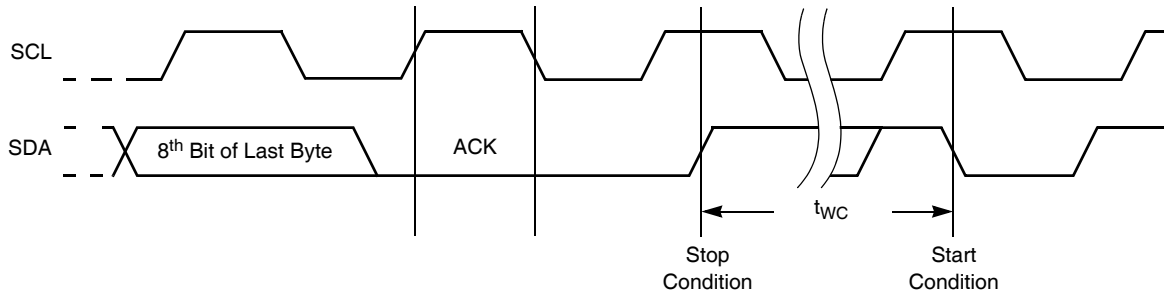 SCL
SDA
8th Bit of Last Byte
ACK
tWC
Stop
Condition
Start
Condition